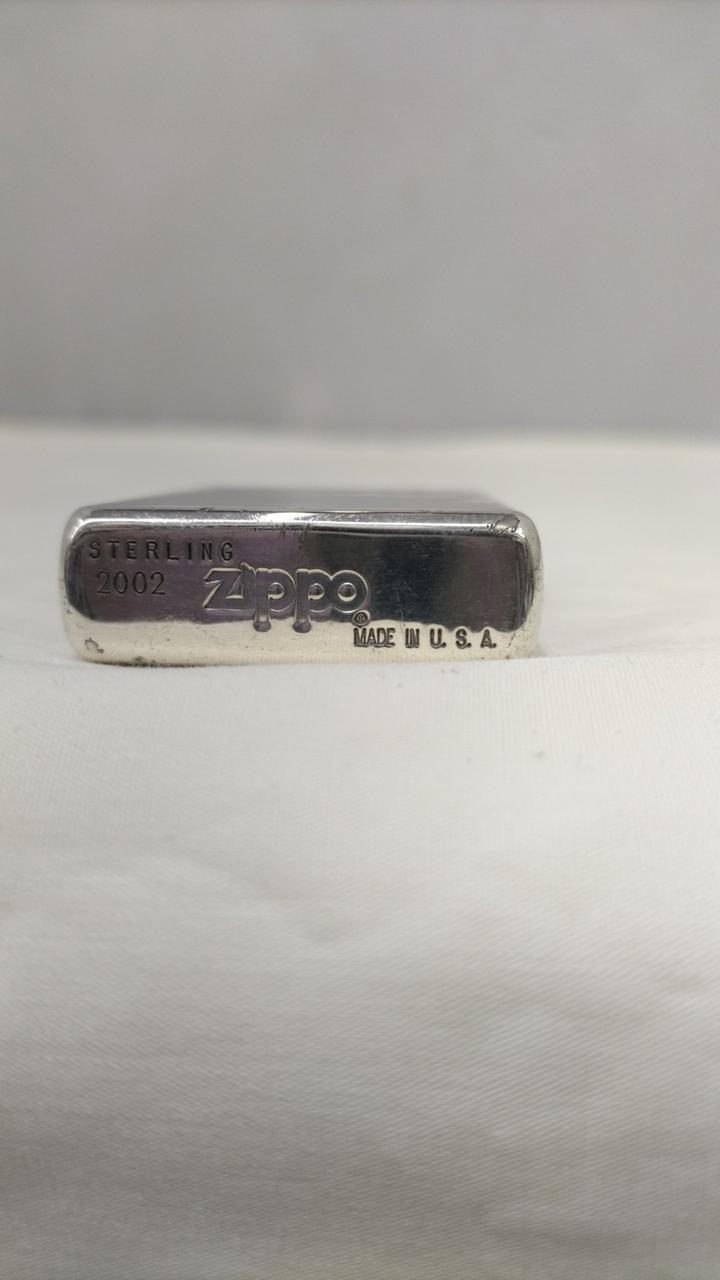 STERLING
2002
zippo
®
MADE IN U. S. A.